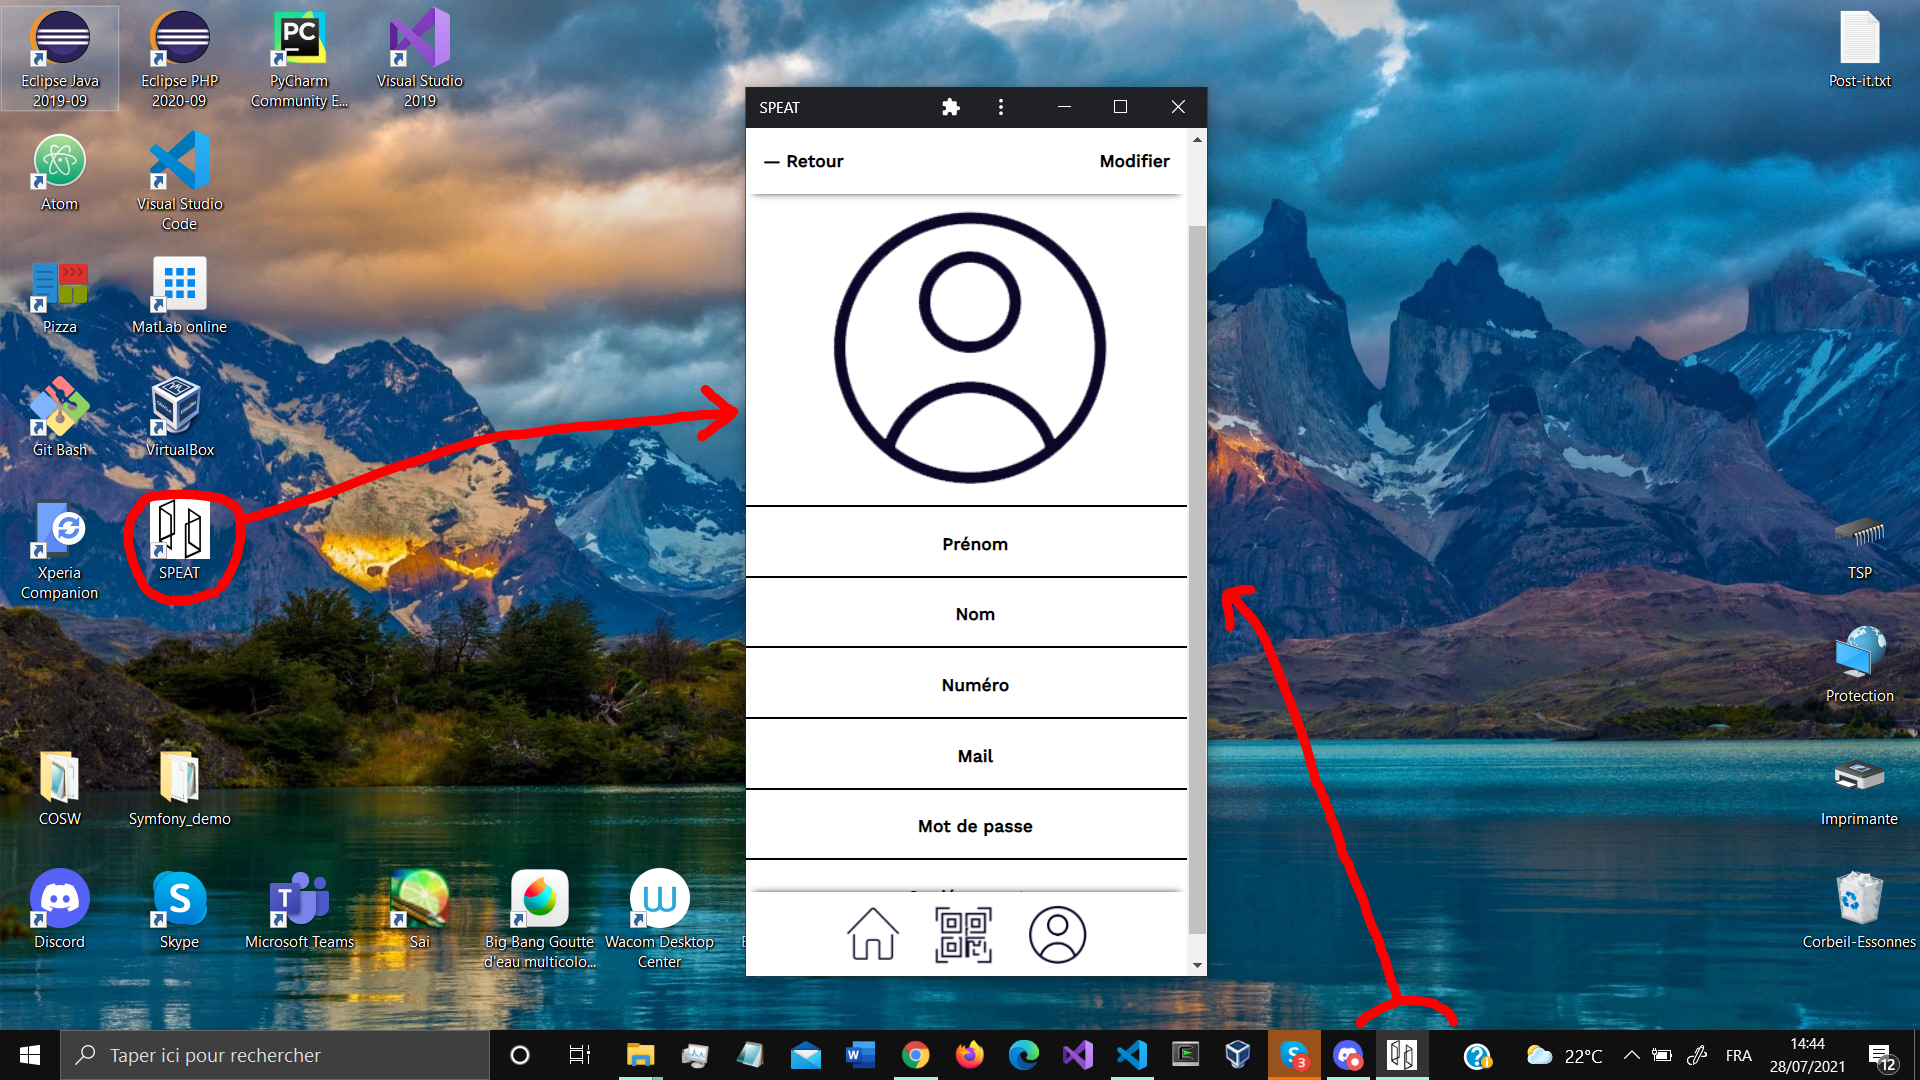 Eclipse Java
2019-09
Eclipse PHP
2020-09
PC
PyCharm
Community E...
Visual Studio
2019
Post-it.txt
Atom
Visual Studio
Code
Pizza
MatLab online
Git Bash
VirtualBox
Xperia
Companion
SPEAT
COSW
Symfony_demo
Discord
Skype
Microsoft Teams
Sai
Big Bang Goutte
d'eau multicolo...
Wacom Desktop
Center
SPEAT
— Retour
Modifier
Prénom
Nom
Numéro
Mail
Mot de passe
TSP
Protection
Imprimante
Corbeil-Essonnes
Taper ici pour rechercher
3
22°C
FRA
14:44
28/07/2021
12